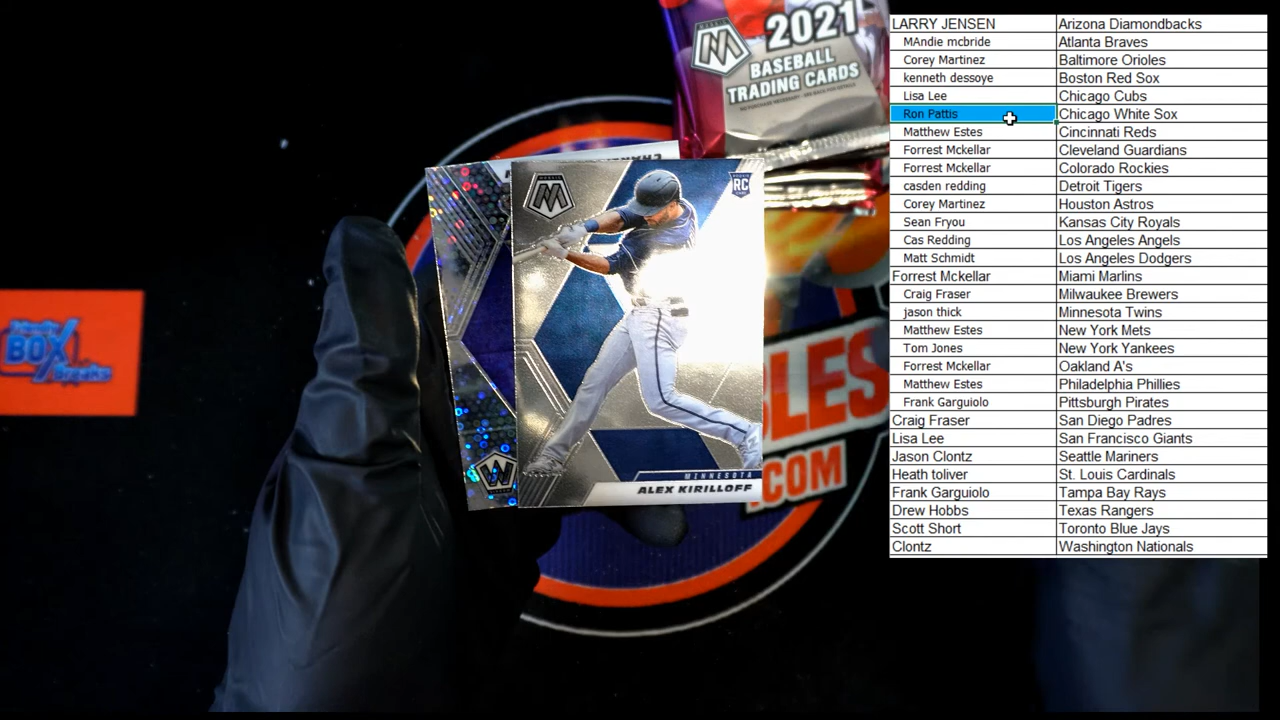 2021
BASEBALL
TRADING CARDS
RC
MINNESOTA
ALEX KIRILLOFF
BOX
Breaks
LES
.COM
LARRY JENSEN Arizona Diamondbacks
MAndie mcbride Atlanta Braves
Corey Martinez Baltimore Orioles
kenneth dessoye Boston Red Sox
Lisa Lee Chicago Cubs
Ron Pattis Chicago White Sox
Matthew Estes Cincinnati Reds
Forrest Mckellar Cleveland Guardians
Forrest Mckellar Colorado Rockies
casden redding Detroit Tigers
Corey Martinez Houston Astros
Sean Fryou Kansas City Royals
Cas Redding Los Angeles Angels
Matt Schmidt Los Angeles Dodgers
Forrest Mckellar Miami Marlins
Craig Fraser Milwaukee Brewers
jason thick Minnesota Twins
Matthew Estes New York Mets
Tom Jones New York Yankees
Forrest Mckellar Oakland A's
Matthew Estes Philadelphia Phillies
Frank Garguiolo Pittsburgh Pirates
Craig Fraser San Diego Padres
Lisa Lee San Francisco Giants
Jason Clontz Seattle Mariners
Heath toliver St. Louis Cardinals
Frank Garguiolo Tampa Bay Rays
Drew Hobbs Texas Rangers
Scott Short Toronto Blue Jays
Clontz Washington Nationals